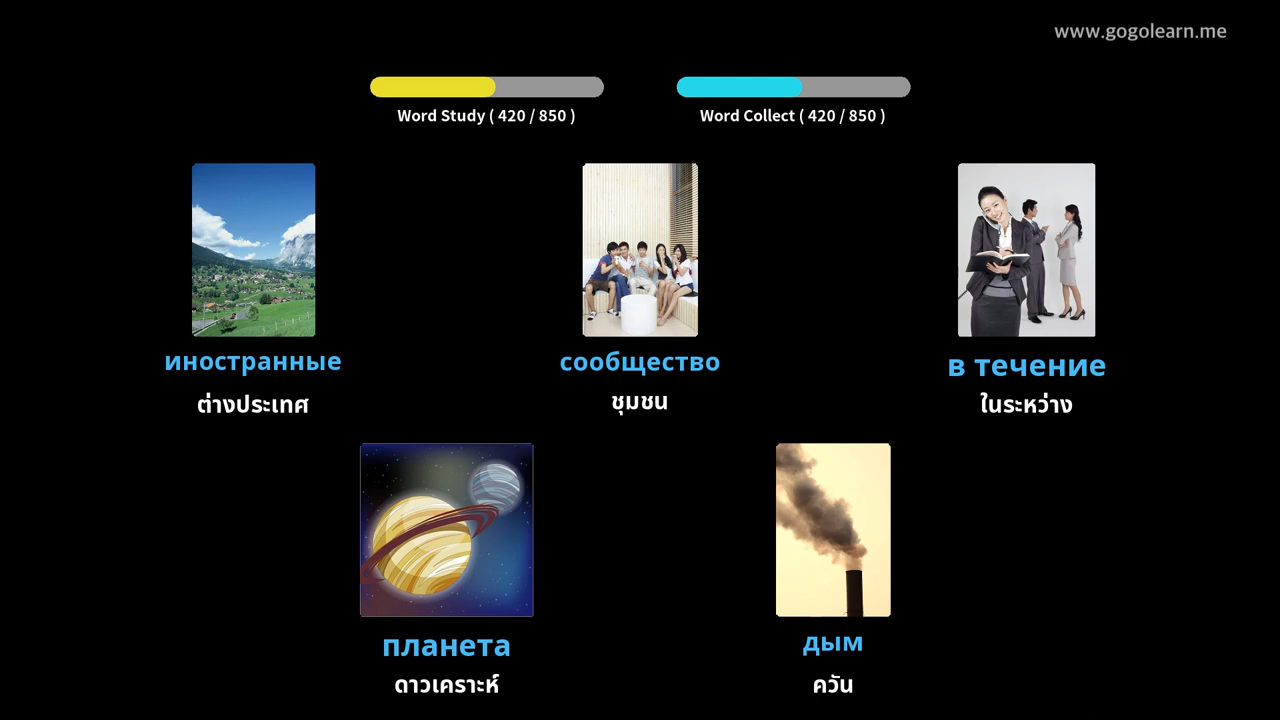 www.gogolearn.me
Word Study ( 420 / 850 )
Word Collect ( 420 / 850 )
иностранные
ต่างประเทศ
сообщество
ชุมชน
в течение
ในระหว่าง
планета
ดาวเคราะห์
дым
ควัน